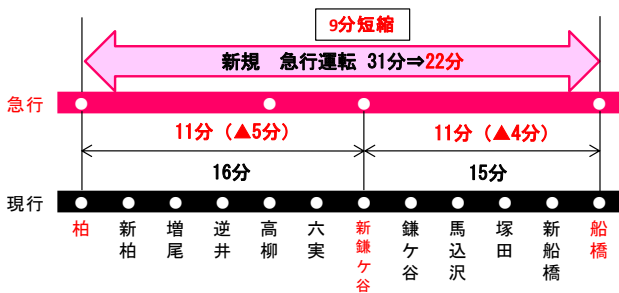 9分短縮
新規　急行運転 31分⇒22分
急行
11分（▲5分）
11分（▲4分）
16分
15分
現行
柏
新柏
増尾
逆井
高柳
六実
新鎌ケ谷
鎌ケ谷
馬込沢
塚田
新船橋
船橋